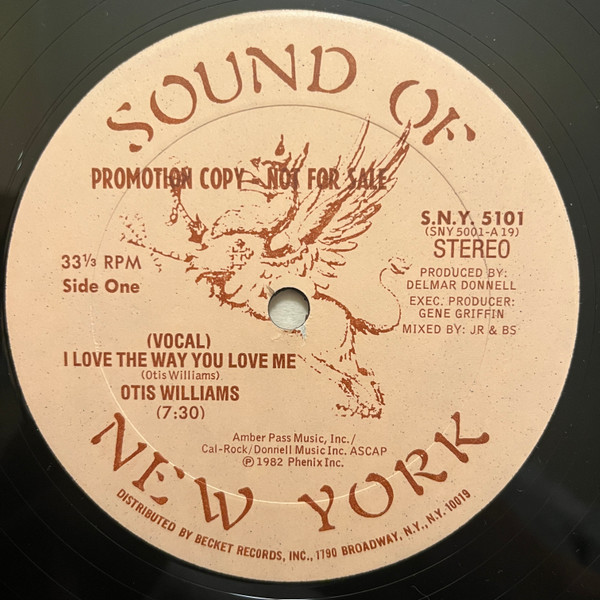 SOUND OF
PROMOTION COPY - NOT FOR SALE
S.N.Y. 5101
(SNY 5001-A 19)
STEREO
33⅓ RPM
Side One
PRODUCED BY:
DELMAR DONNELL
EXEC. PRODUCER:
GENE GRIFFIN
MIXED BY: JR & BS
(VOCAL)
I LOVE THE WAY YOU LOVE ME
(Otis Williams)
OTIS WILLIAMS
(7:30)
Amber Pass Music, Inc./
Cal-Rock/Donnell Music Inc. ASCAP
℗ 1982 Phenix Inc.
NEW YORK
DISTRIBUTED BY BECKET RECORDS, INC., 1790 BROADWAY, N.Y., N.Y. 10019